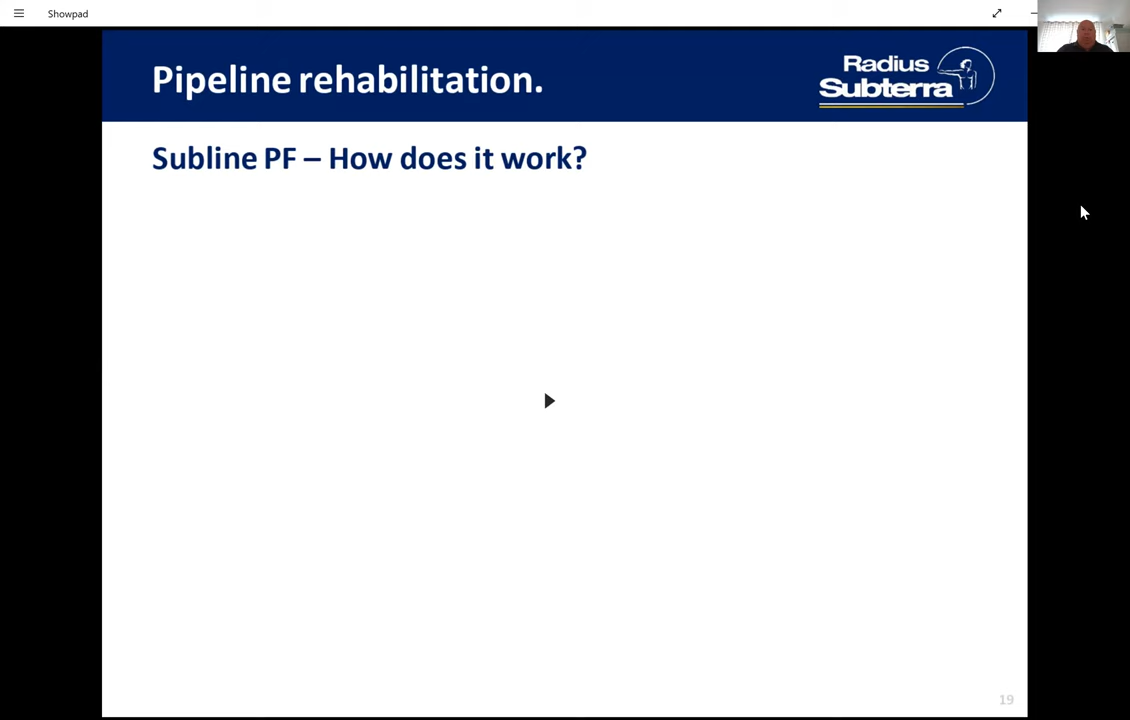 Showpad
Pipeline rehabilitation.
Radius
Subterra
Subline PF – How does it work?
19